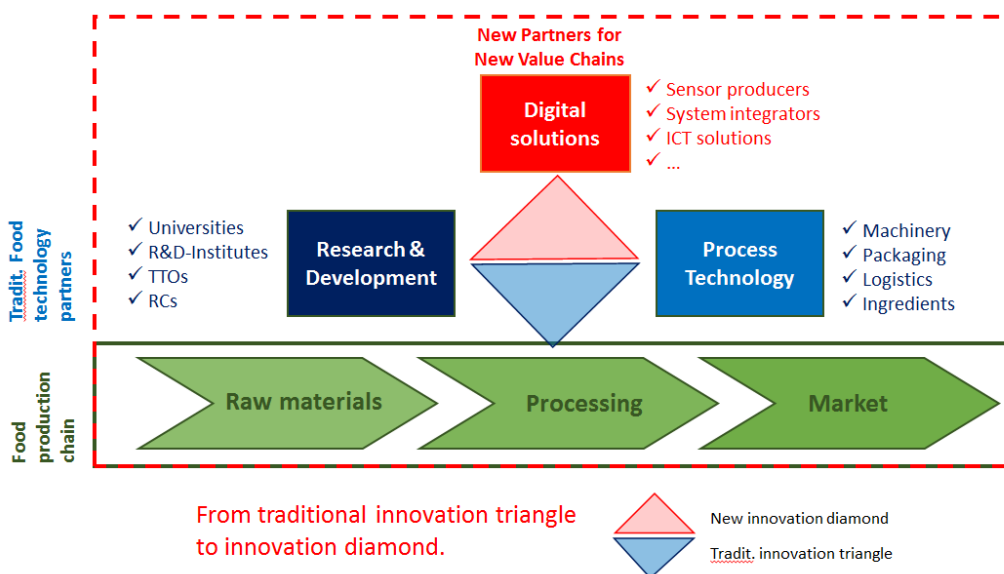 New Partners for
New Value Chains
Digital
solutions
✓ Sensor producers
✓ System integrators
✓ ICT solutions
✓ ...
Tradit. Food
technology
partners
✓ Universities
✓ R&D-Institutes
✓ TTOs
✓ RCs
Research &
Development
Process
Technology
✓ Machinery
✓ Packaging
✓ Logistics
✓ Ingredients
Food
production
chain
Raw materials
Processing
Market
From traditional innovation triangle
to innovation diamond.
New innovation diamond
Tradit. innovation triangle